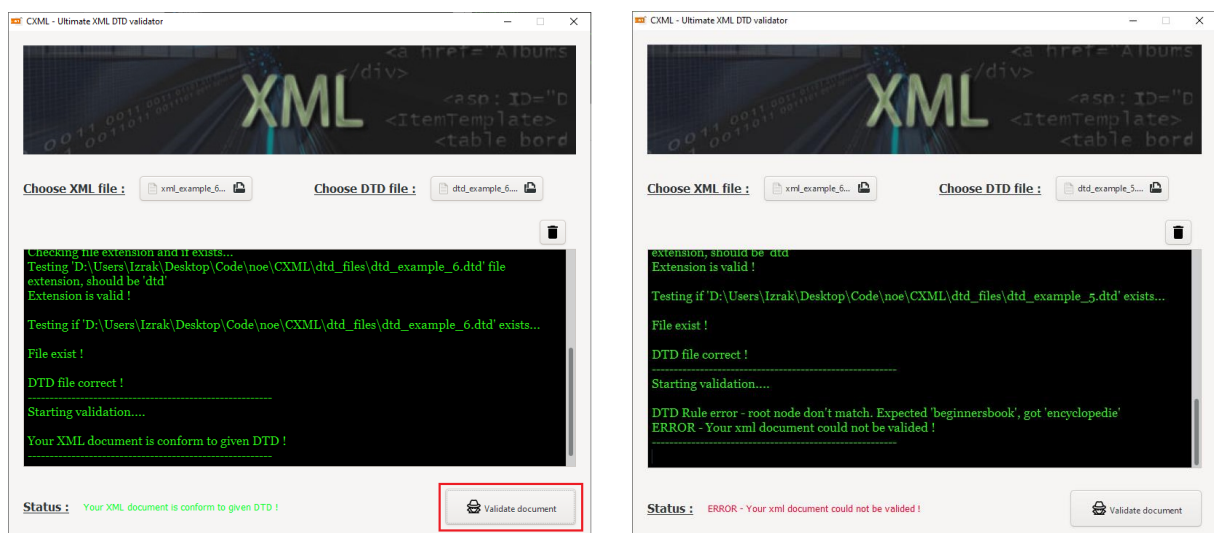 CXML - Ultimate XML DTD validator
<a href="Albums
</div>
XML
<asp: ID="D
<ItemTemplate>
<table bord
Choose XML file :
xml_example_6...
Choose DTD file :
dtd_example_6....
Checking file extension and if exists...
Testing 'D:\Users\Izrak\Desktop\Code\noe\CXML\dtd_files\dtd_example_6.dtd' file
extension, should be 'dtd'
Extension is valid !
Testing if 'D:\Users\Izrak\Desktop\Code\noe\CXML\dtd_files\dtd_example_6.dtd' exists...
File exist !
DTD file correct !
------------------------------------------------------
Starting validation....
Your XML document is conform to given DTD !
------------------------------------------------------
Status :
Your XML document is conform to given DTD !
Validate document
CXML - Ultimate XML DTD validator
<a href="Albums
</div>
XML
<asp: ID="D
<ItemTemplate>
<table bord
Choose XML file :
xml_example_6...
Choose DTD file :
dtd_example_5....
extension, should be 'dtd'
Extension is valid !
Testing if 'D:\Users\Izrak\Desktop\Code\noe\CXML\dtd_files\dtd_example_5.dtd' exists...
File exist !
DTD file correct !
------------------------------------------------------
Starting validation....
DTD Rule error - root node don't match. Expected 'beginnersbook', got 'encyclopedie'
ERROR - Your xml document could not be valided !
------------------------------------------------------
Status :
ERROR - Your xml document could not be valided !
Validate document